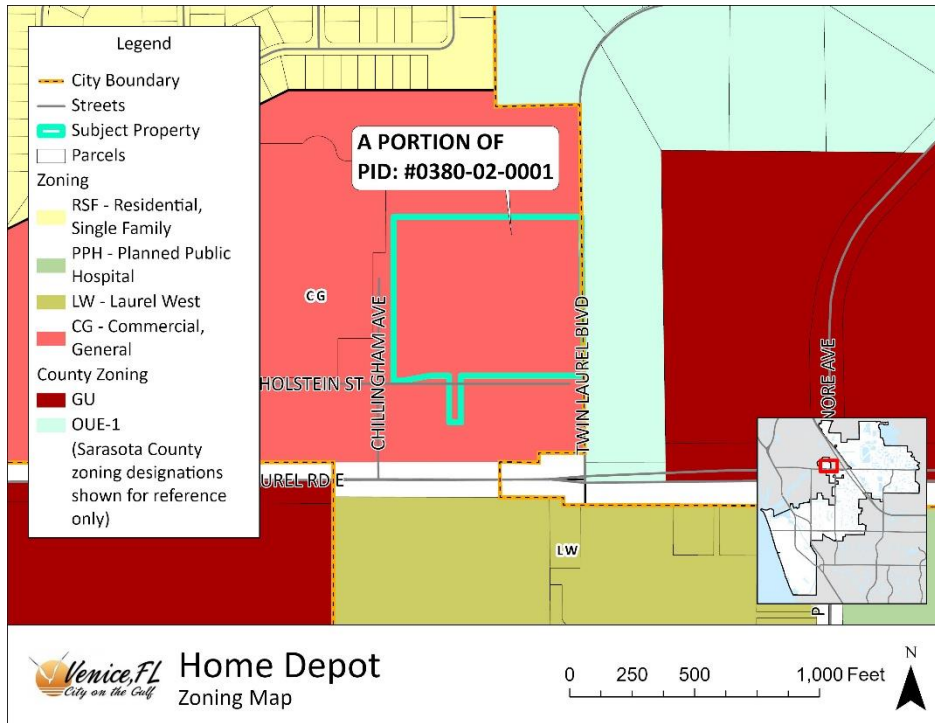 Legend
City Boundary
Streets
Subject Property
Parcels
Zoning
RSF - Residential,
Single Family
PPH - Planned Public
Hospital
LW - Laurel West
CG - Commercial,
General
County Zoning
GU
OUE-1
(Sarasota County
zoning designations
shown for reference
only)
A PORTION OF
PID: #0380-02-0001
CG
CHILLINGHAM AVE
HOLSTEIN ST
TWIN LAUREL BLVD
NORE AVE
UREL RD E
LW
P
Venice, FL
City on the Gulf
Home Depot
Zoning Map
0 250 500 1,000 Feet
N